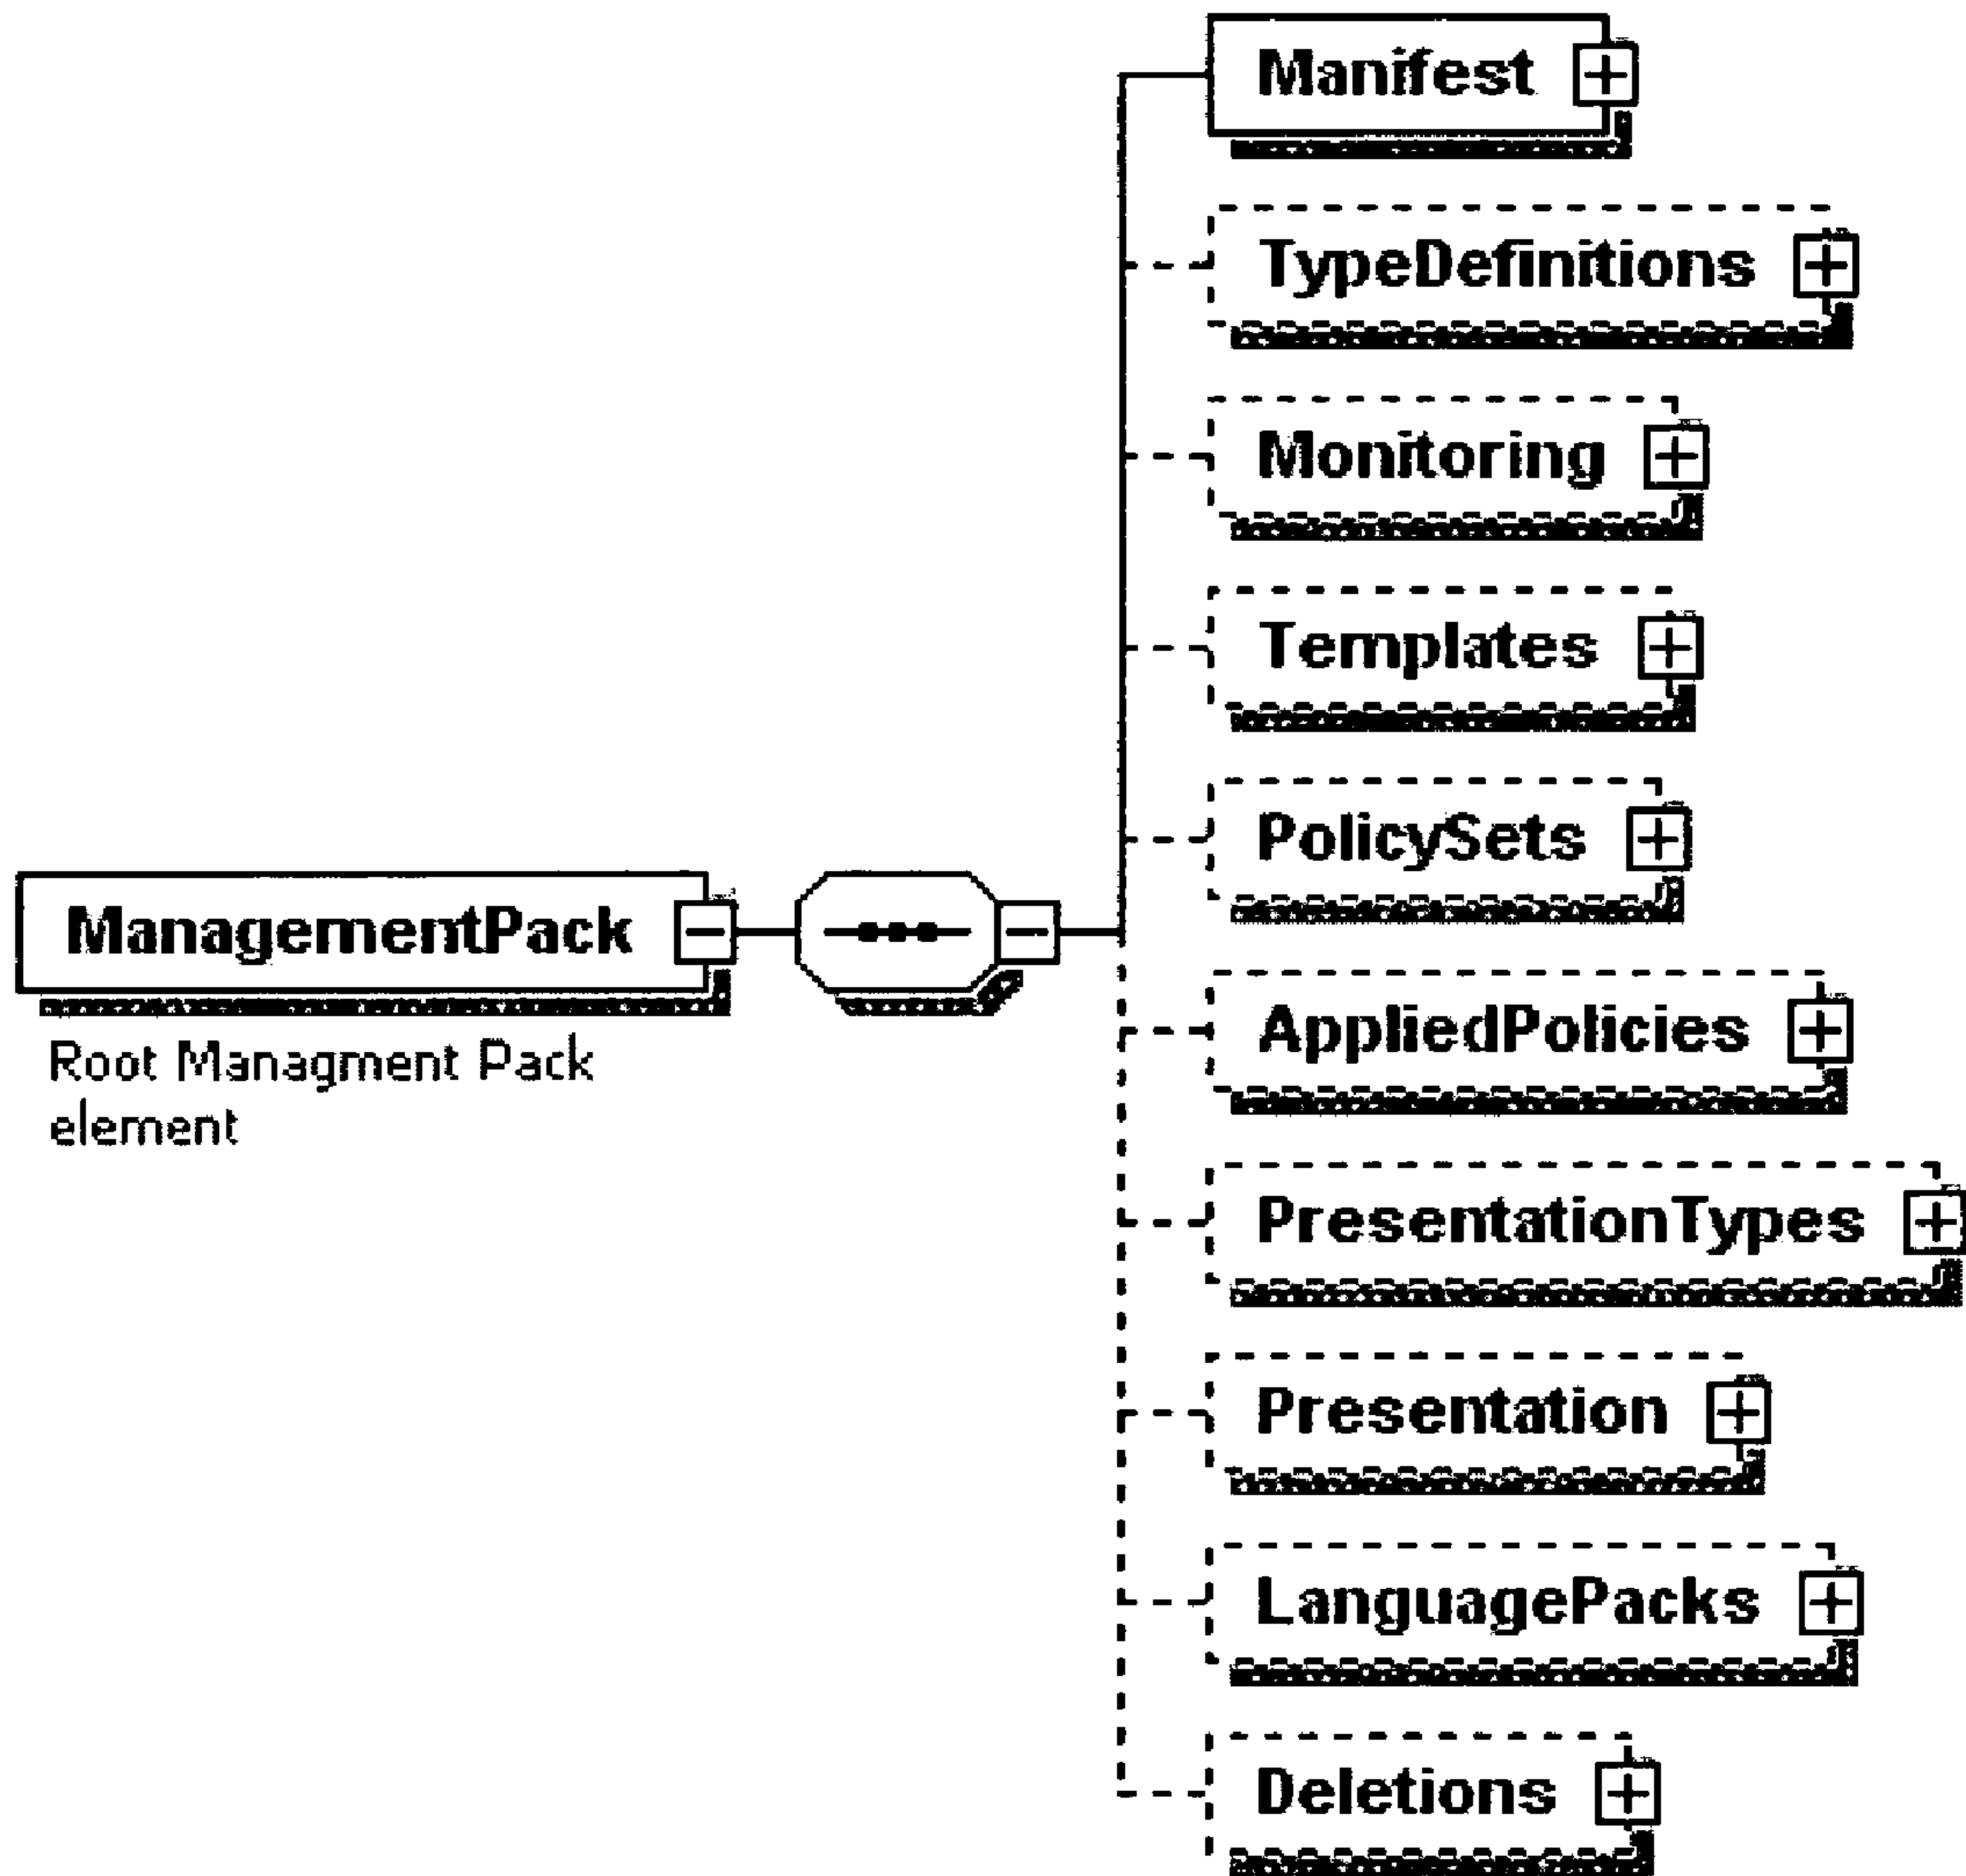 Manifest
TypeDefinitions
Monitoring
Templates
PolicySets
ManagementPack
Root Managment Pack
element
AppliedPolicies
PresentationTypes
Presentation
LanguagePacks
Deletions